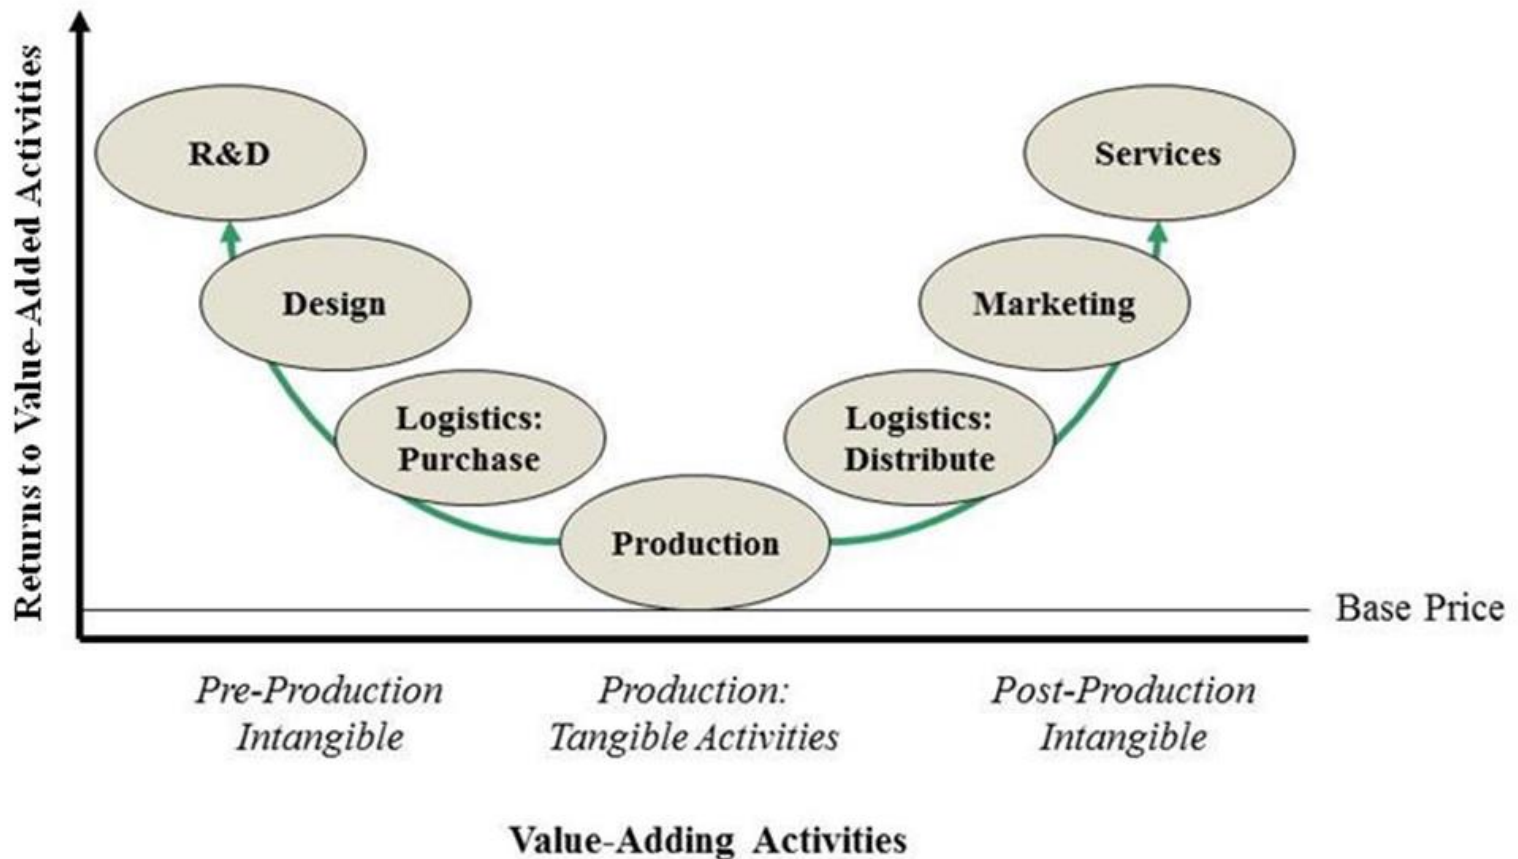 Returns to Value-Added Activities
R&D
Services
Design
Marketing
Logistics:
Purchase
Logistics:
Distribute
Production
Base Price
Pre-Production
Intangible
Production:
Tangible Activities
Post-Production
Intangible
Value-Adding Activities